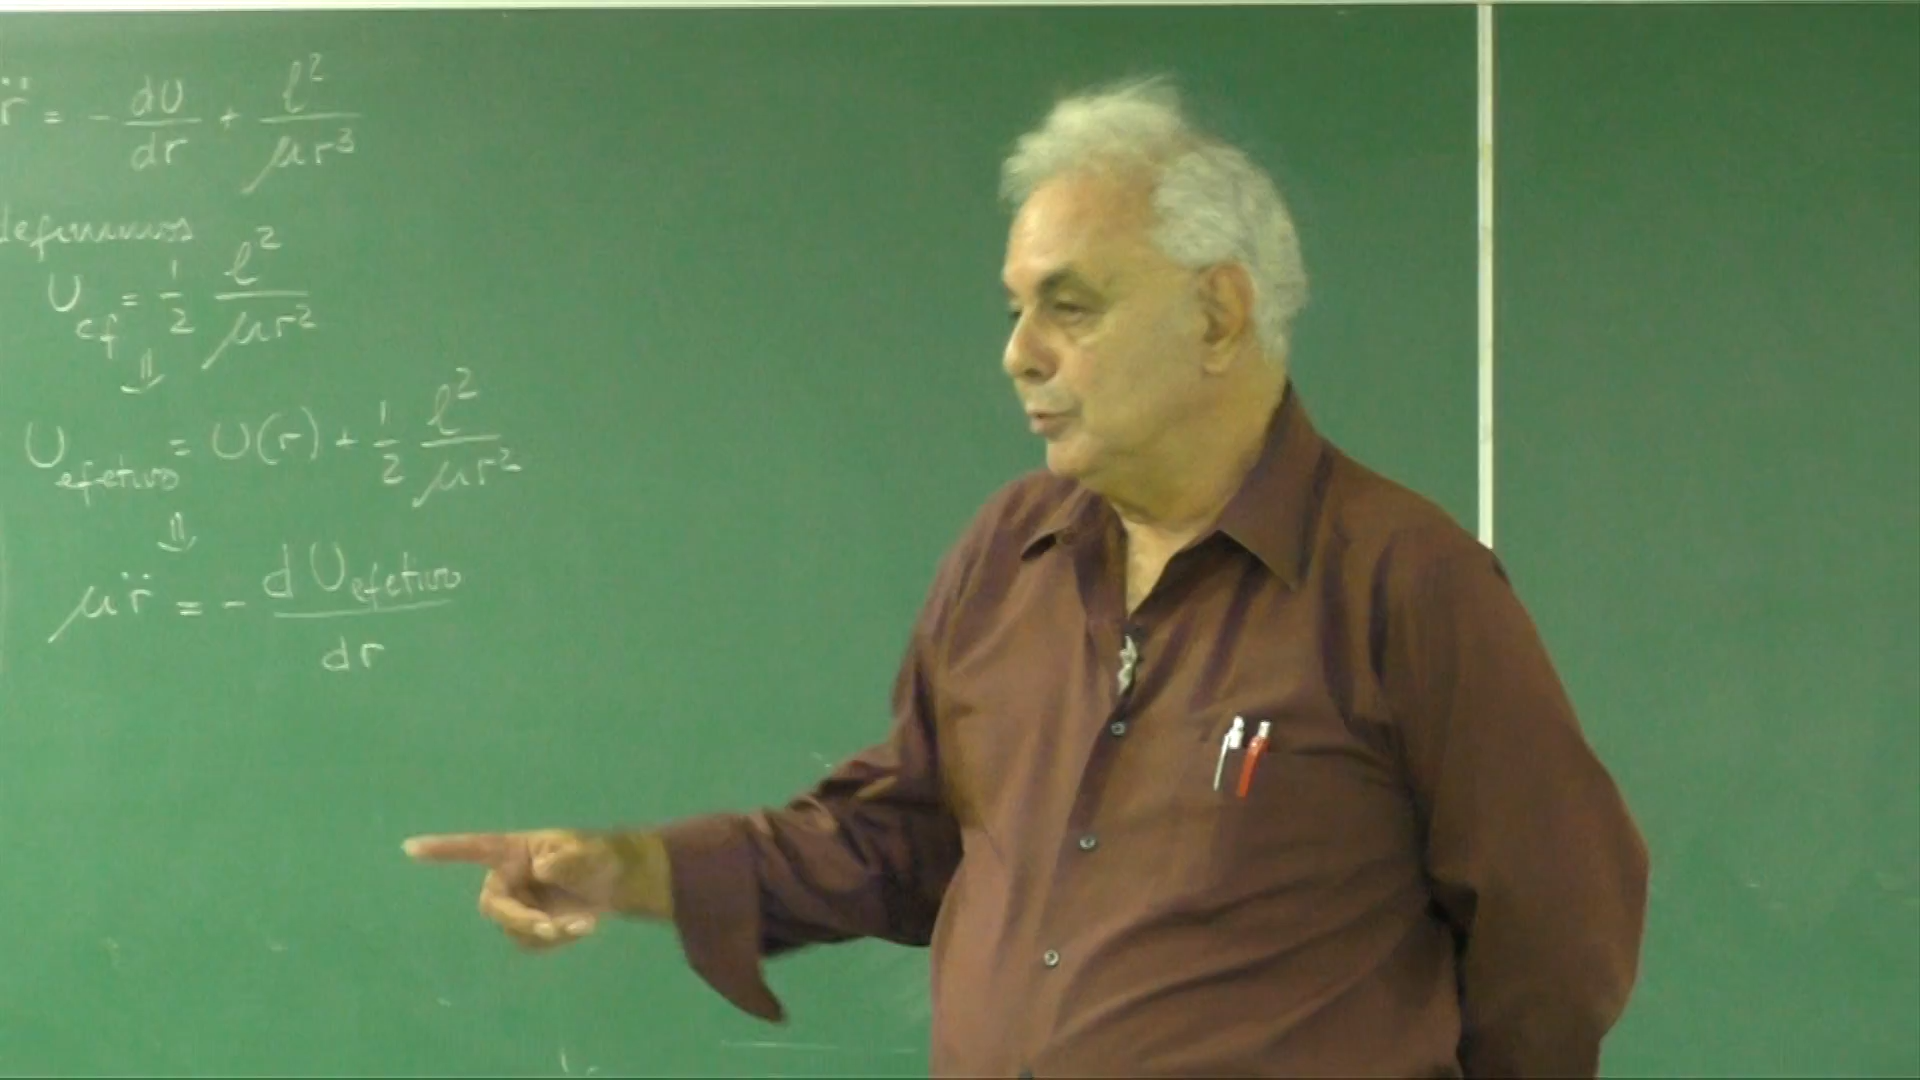 r̈ = - dU/dr + l²/μr³
definimos
U_cf = 1/2 l²/μr²
⇓
U_efetivo = U(r) + 1/2 l²/μr²
⇓
μr̈ = - dU_efetivo/dr